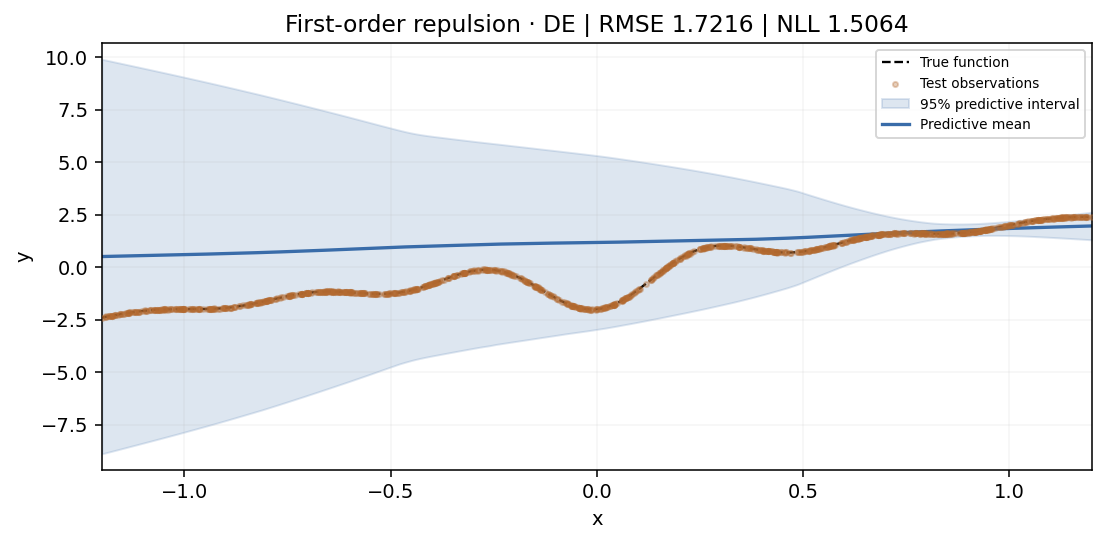 First-order repulsion · DE | RMSE 1.7216 | NLL 1.5064
True function
Test observations
95% predictive interval
Predictive mean
10.0
7.5
5.0
2.5
0.0
−2.5
−5.0
−7.5
y
−1.0
−0.5
0.0
0.5
1.0
x